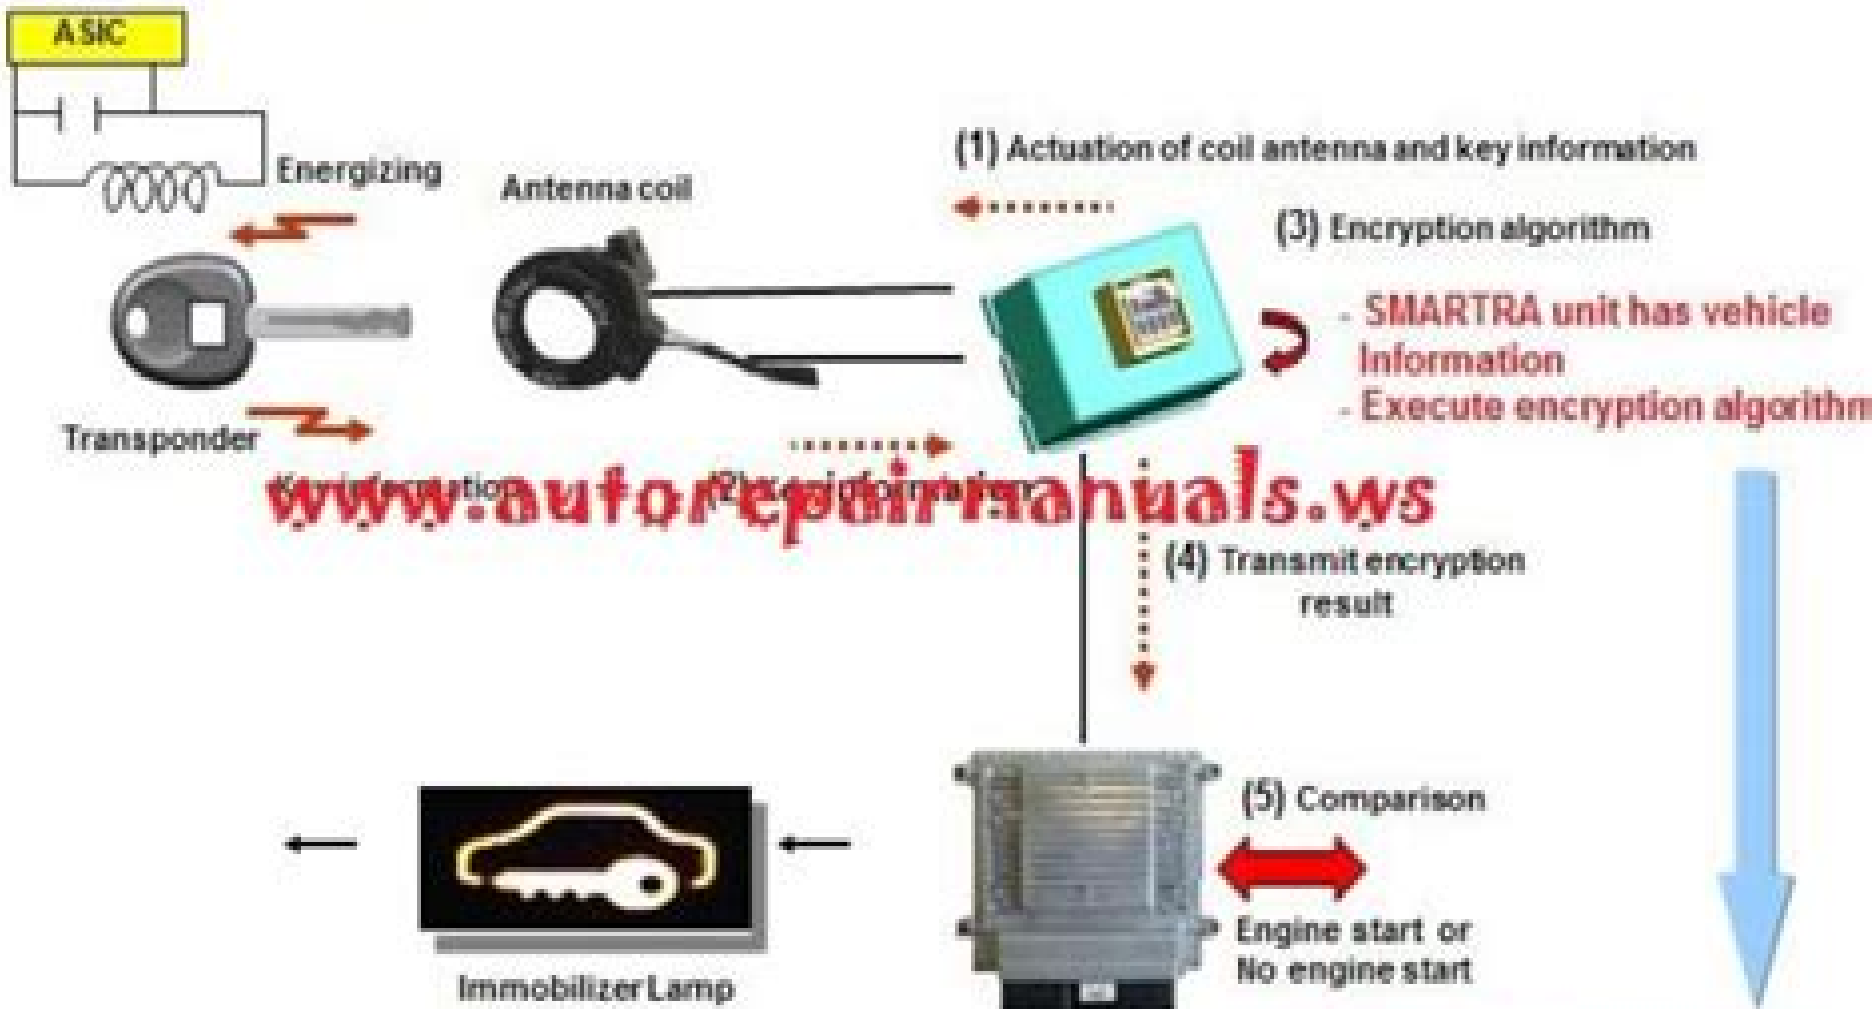 ASIC
Energizing
Antenna coil
(1) Actuation of coil antenna and key information
(3) Encryption algorithm
- SMARTRA unit has vehicle
Information
- Execute encryption algorithm
Transponder
(2)
www.autorepairmanuals.ws
(4) Transmit encryption
result
(5) Comparison
Engine start or
No engine start
Immobilizer Lamp